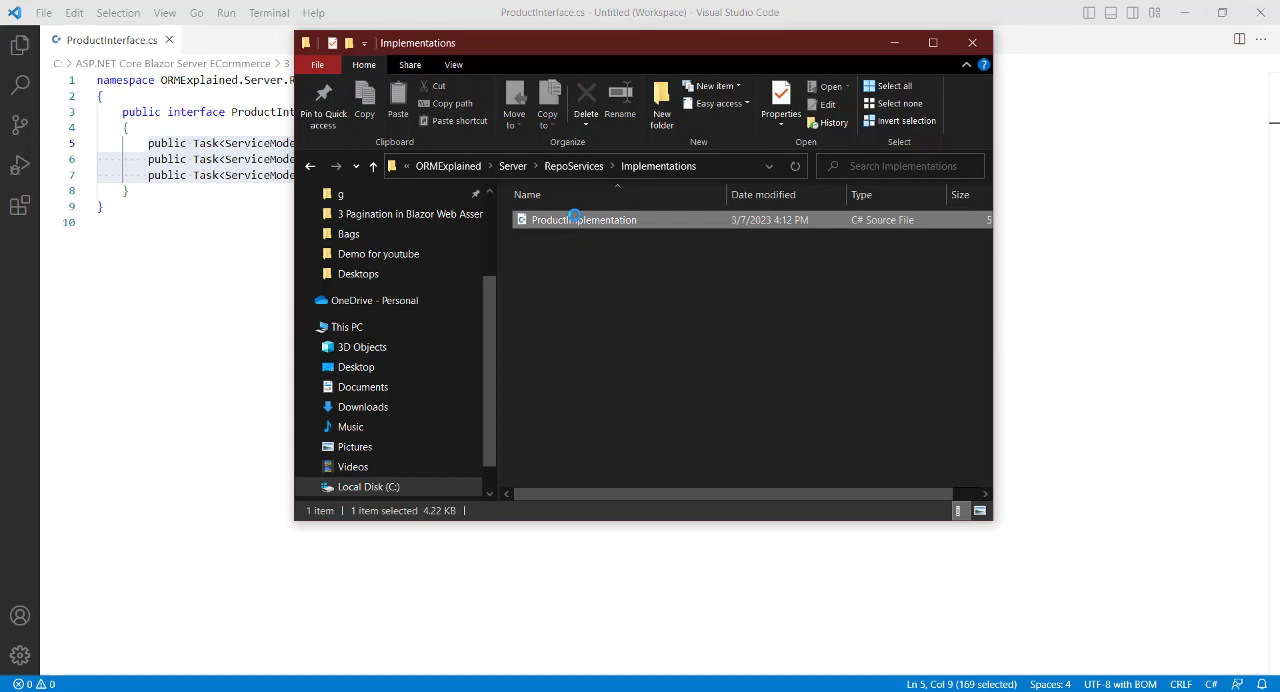 File Edit Selection View Go Run Terminal Help
ProductInterface.cs - Untitled (Workspace) - Visual Studio Code
ProductInterface.cs
C: > ASP.NET Core Blazor Server ECommerce > 3
1 namespace ORMExplained.Server.R
2 {
3 public interface ProductInt
4 {
5 public Task<ServiceMode
6 public Task<ServiceMode
7 public Task<ServiceMode
8 }
9 }
10
Implementations
File Home Share View
Pin to Quick access
Copy
Paste
Cut
Copy path
Paste shortcut
Clipboard
Move to
Copy to
Delete
Rename
Organize
New folder
New item
Easy access
New
Properties
Open
Edit
History
Open
Select all
Select none
Invert selection
Select
« ORMExplained > Server > RepoServices > Implementations
Search Implementations
g
3 Pagination in Blazor Web Asser
Bags
Demo for youtube
Desktops
OneDrive - Personal
This PC
3D Objects
Desktop
Documents
Downloads
Music
Pictures
Videos
Local Disk (C:)
Name Date modified Type Size
ProductImplementation 3/7/2023 4:12 PM C# Source File 5
1 item 1 item selected 4.22 KB
0 0
Ln 5, Col 9 (169 selected) Spaces: 4 UTF-8 with BOM CRLF C#